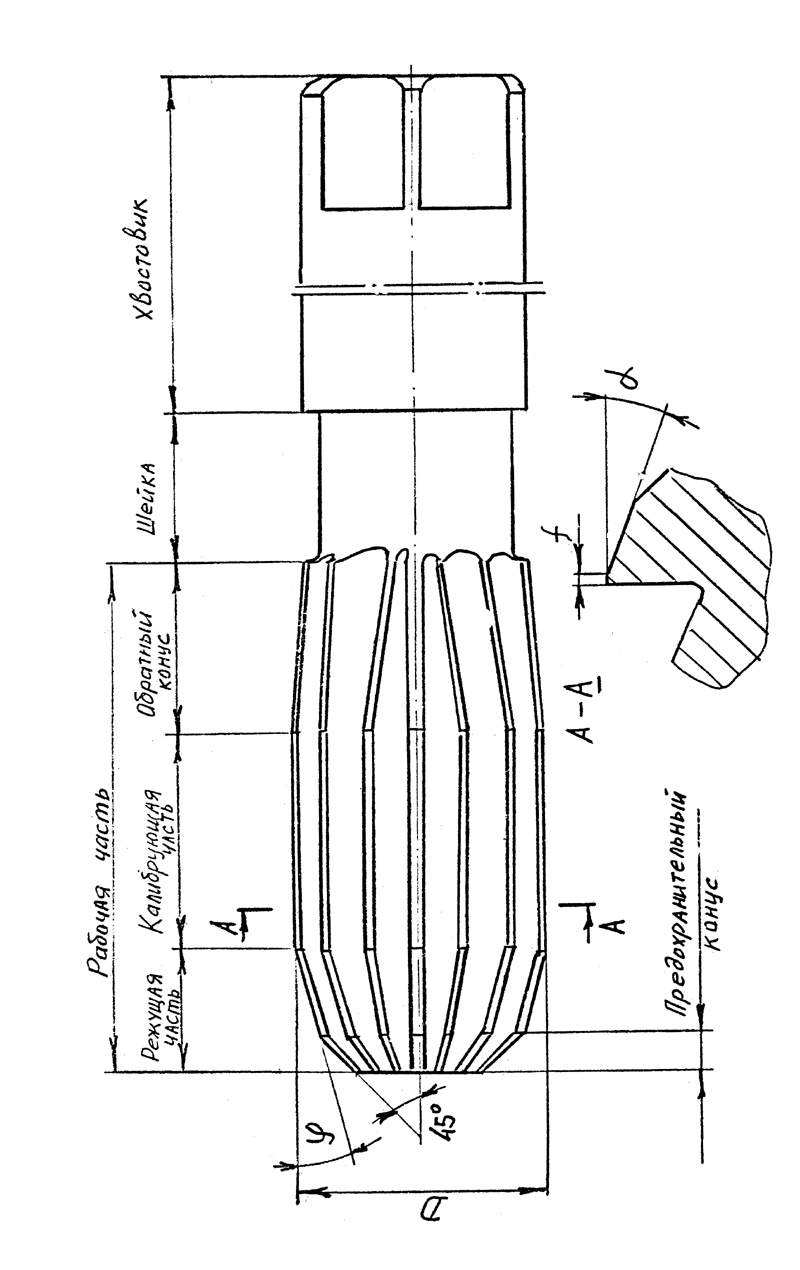 Рабочая часть
Режущая
часть
Калибрующая
часть
Обратный
конус
Шейка
Хвостовик
А
А
φ
45°
D
А-А
f
α
Предохранительный
конус